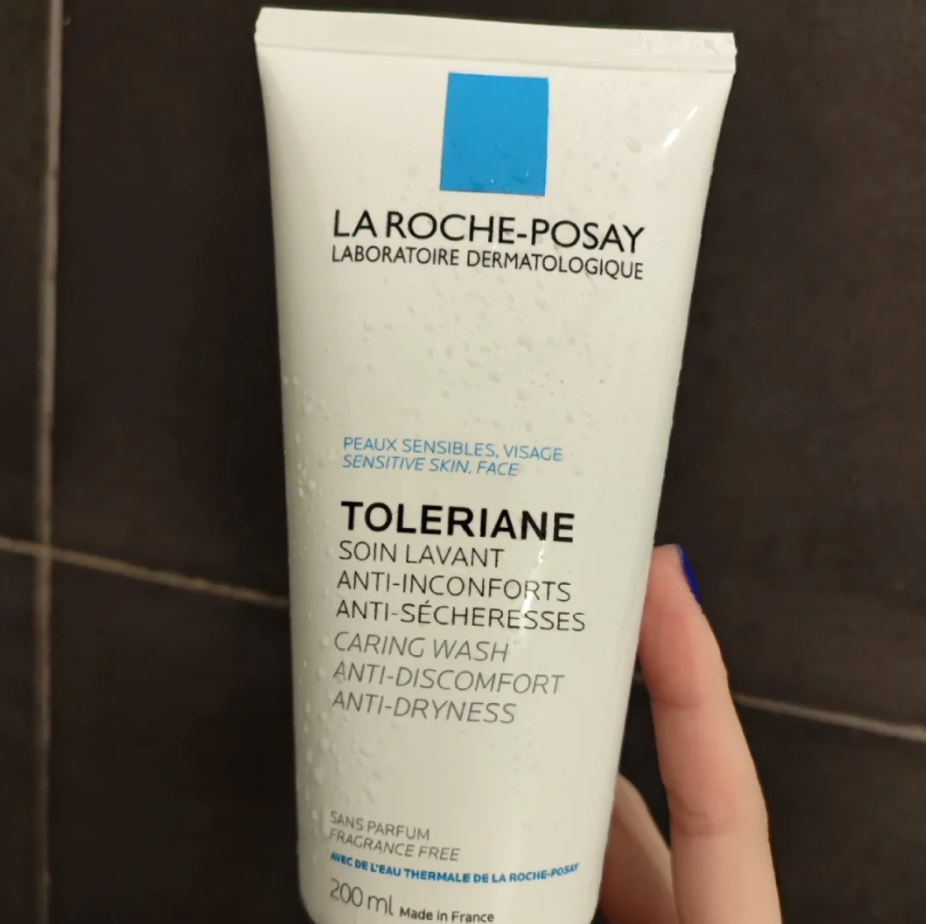 LA ROCHE-POSAY
LABORATOIRE DERMATOLOGIQUE
PEAUX SENSIBLES, VISAGE
SENSITIVE SKIN, FACE
TOLERIANE
SOIN LAVANT
ANTI-INCONFORTS
ANTI-SÉCHERESSES
CARING WASH
ANTI-DISCOMFORT
ANTI-DRYNESS
SANS PARFUM
FRAGRANCE FREE
AVEC DE L'EAU THERMALE DE LA ROCHE-POSAY
200 ml Made in France